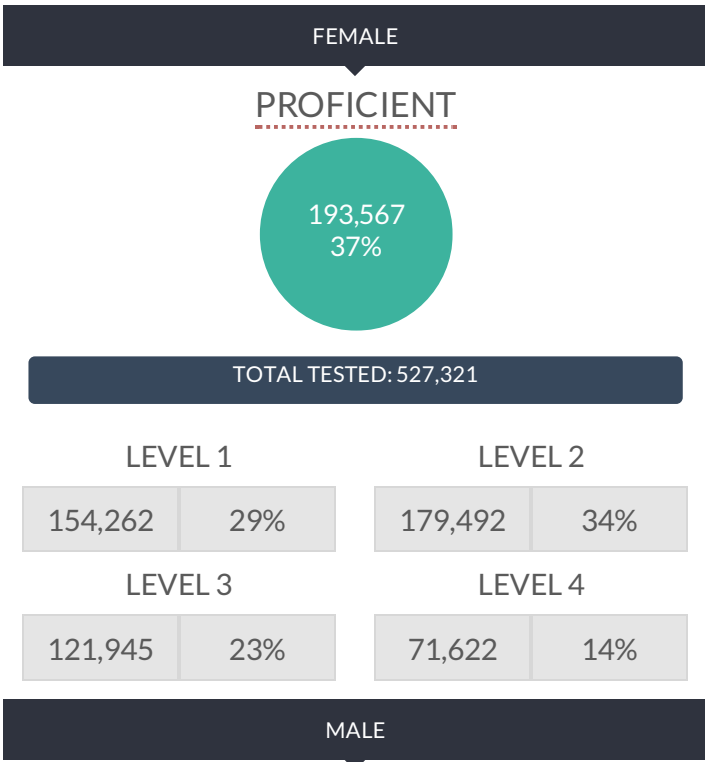 FEMALE
PROFICIENT
193,567
37%
TOTAL TESTED: 527,321
LEVEL 1
LEVEL 2
154,262 29%
179,492 34%
LEVEL 3
LEVEL 4
121,945 23%
71,622 14%
MALE